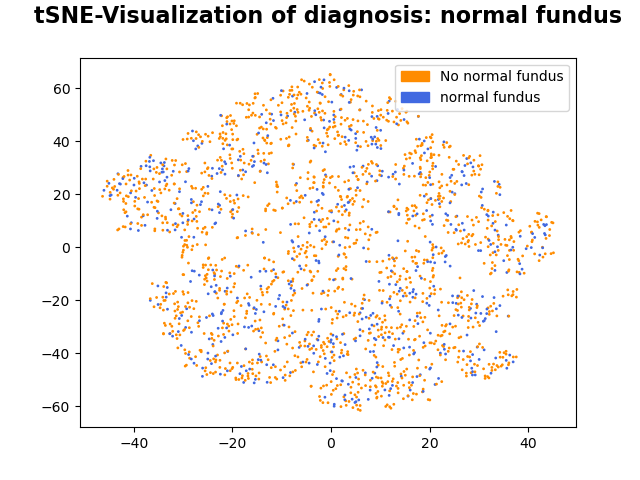 tSNE-Visualization of diagnosis: normal fundus
No normal fundus
normal fundus
60
40
20
0
−20
−40
−60
−40 −20 0 20 40